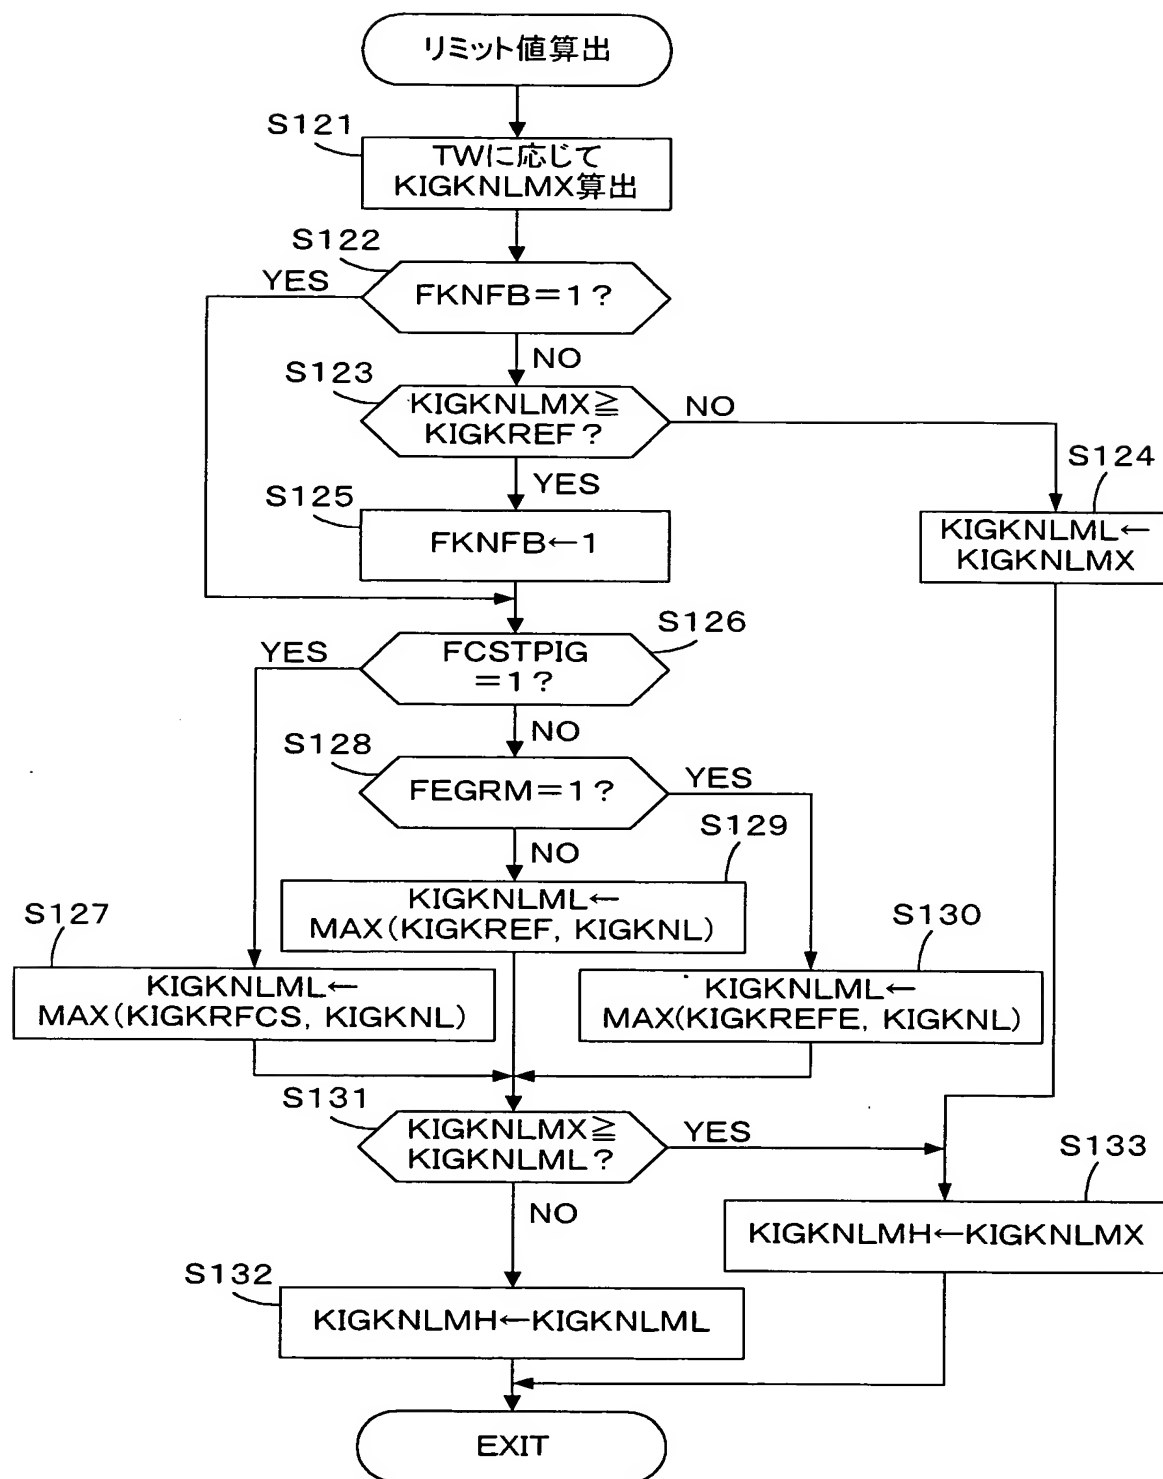 リミット値算出
S121
TWに応じて
KIGKNLMX算出
S122
YES
FKNFB=1?
NO
S123
KIGKNLMX≧
KIGKREF?
NO
YES
S124
KIGKNLML←
KIGKNLMX
S125
FKNFB←1
S126
YES
FCSTPIG
=1?
NO
S128
FEGRM=1?
YES
NO
S129
KIGKNLML←
MAX(KIGKREF, KIGKNL)
S127
KIGKNLML←
MAX(KIGKRFCS, KIGKNL)
S130
KIGKNLML←
MAX(KIGKREFE, KIGKNL)
S131
KIGKNLMX≧
KIGKNLML?
YES
NO
S133
KIGKNLMH←KIGKNLMX
S132
KIGKNLMH←KIGKNLML
EXIT